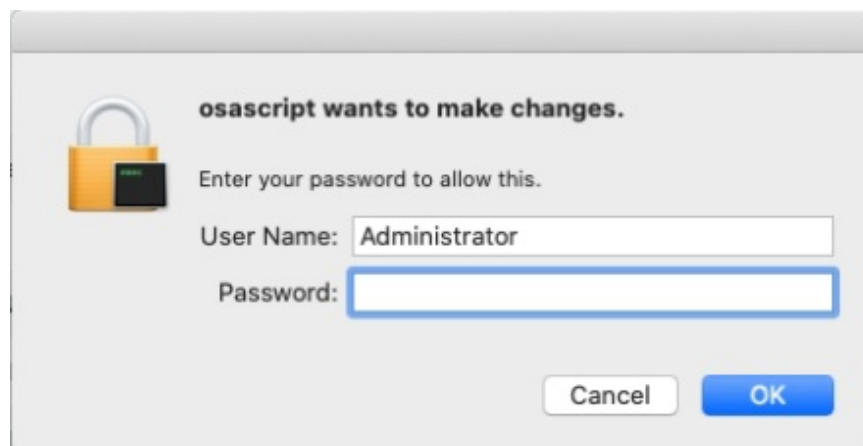 osascript wants to make changes.
Enter your password to allow this.
User Name: Administrator
Password:
Cancel OK